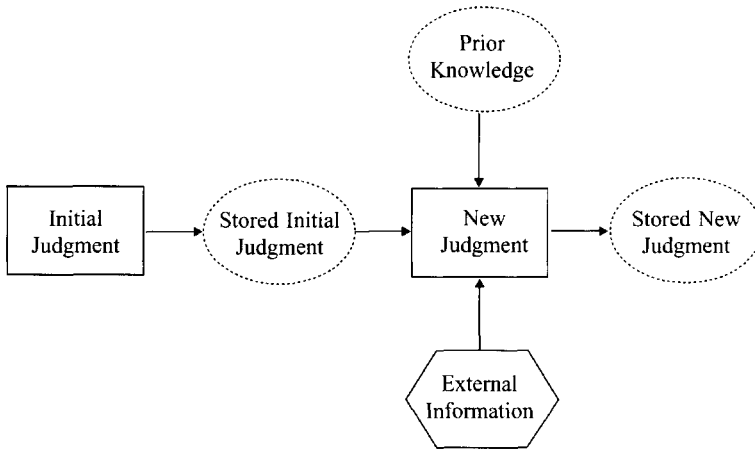 Prior
Knowledge
Initial
Judgment
Stored Initial
Judgment
New
Judgment
Stored New
Judgment
External
Information